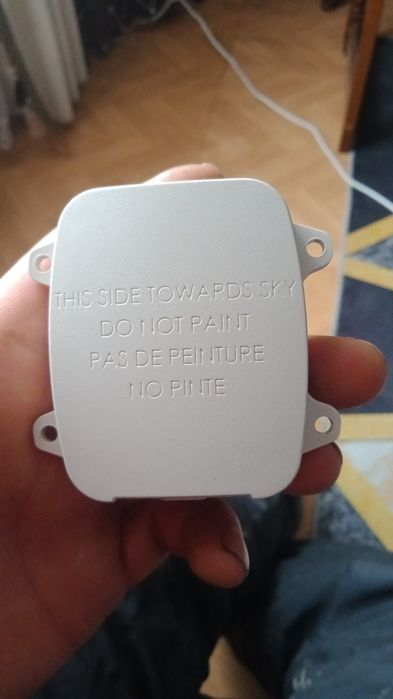 THIS SIDE TOWARDS SKY
DO NOT PAINT
PAS DE PEINTURE
NO PINTE